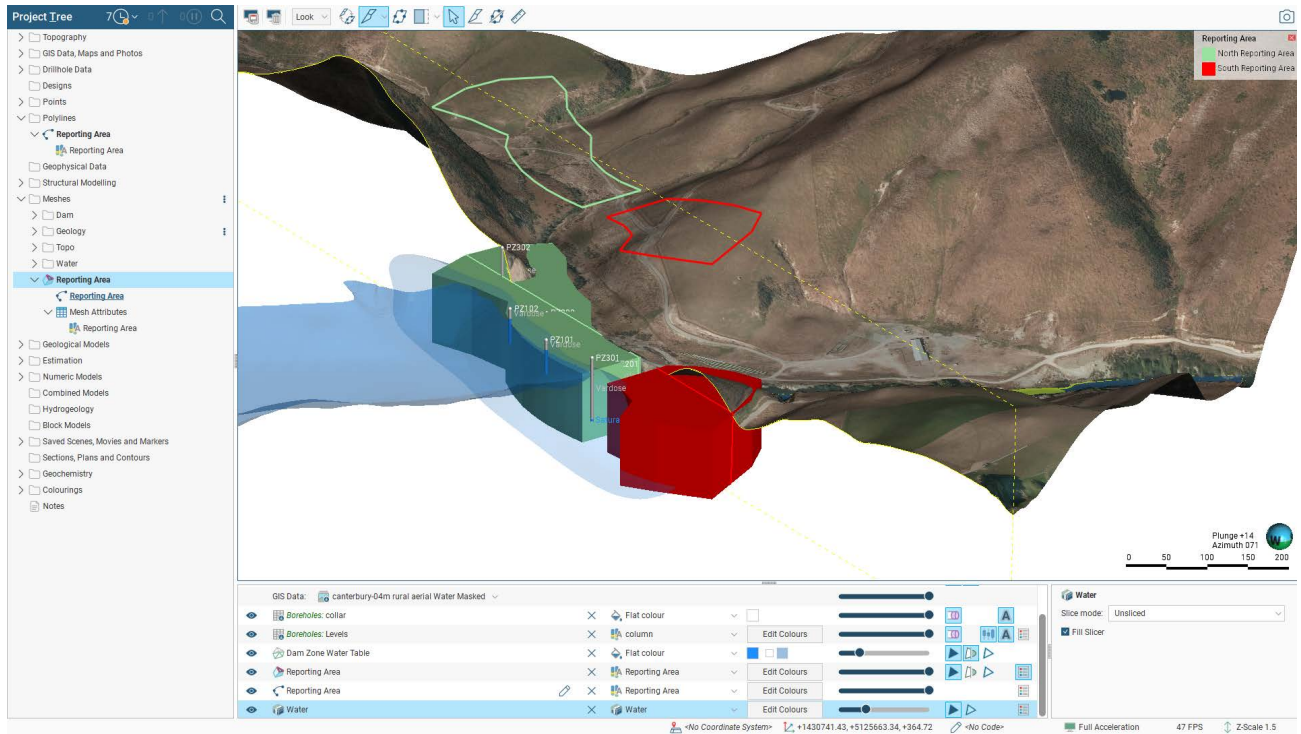 Project Tree 7 0 0
Look
Topography
GIS Data, Maps and Photos
Drillhole Data
Designs
Points
Polylines
Reporting Area
Reporting Area
Geophysical Data
Structural Modelling
Meshes
Dam
Geology
Topo
Water
Reporting Area
Reporting Area
Mesh Attributes
Reporting Area
Geological Models
Estimation
Numeric Models
Combined Models
Hydrogeology
Block Models
Saved Scenes, Movies and Markers
Sections, Plans and Contours
Geochemistry
Colourings
Notes
Reporting Area
North Reporting Area
South Reporting Area
PZ302
PZ102
Vardose
PZ101
Vardose
PZ301
Vardose
Plunge +14
Azimuth 071
0 50 100 150 200
W
GIS Data: canterbury-04m rural aerial Water Masked
Boreholes: collar Flat colour A
Boreholes: Levels column Edit Colours A
Dam Zone Water Table Flat colour
Reporting Area Reporting Area Edit Colours
Reporting Area Reporting Area Edit Colours
Water Water Edit Colours
Water
Slice mode: Unsliced
Fill Slicer
<No Coordinate System> +1430741.43, +5125663.34, +364.72 <No Code> Full Acceleration 47 FPS Z-Scale 1.5